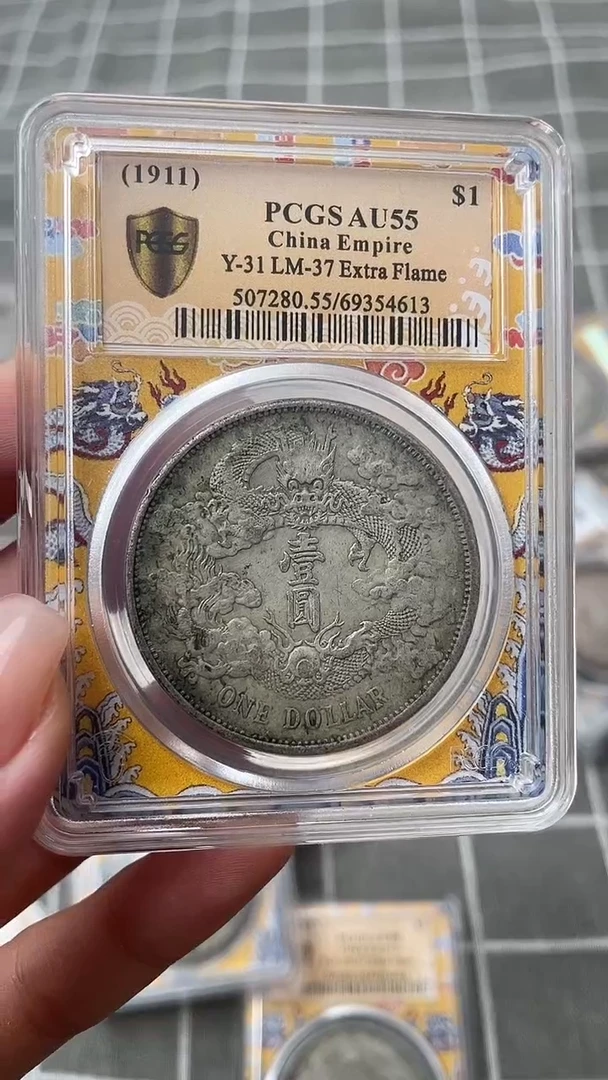 (1911)
$1
PCGS AU55
PCGS
China Empire
Y-31 LM-37 Extra Flame
507280.55/69354613
壹
圓
ONE DOLLAR